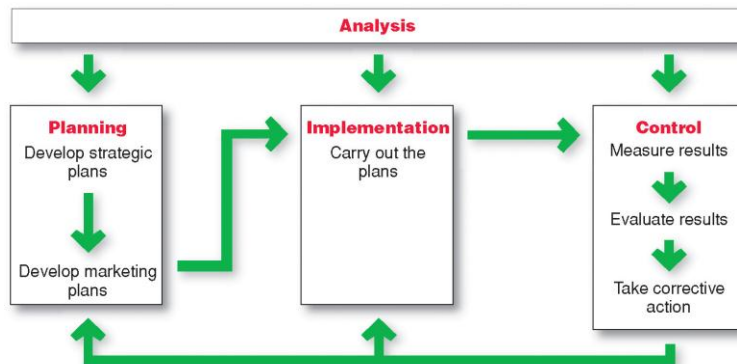 Analysis
Planning
Develop strategic
plans
Develop marketing
plans
Implementation
Carry out the
plans
Control
Measure results
Evaluate results
Take corrective
action